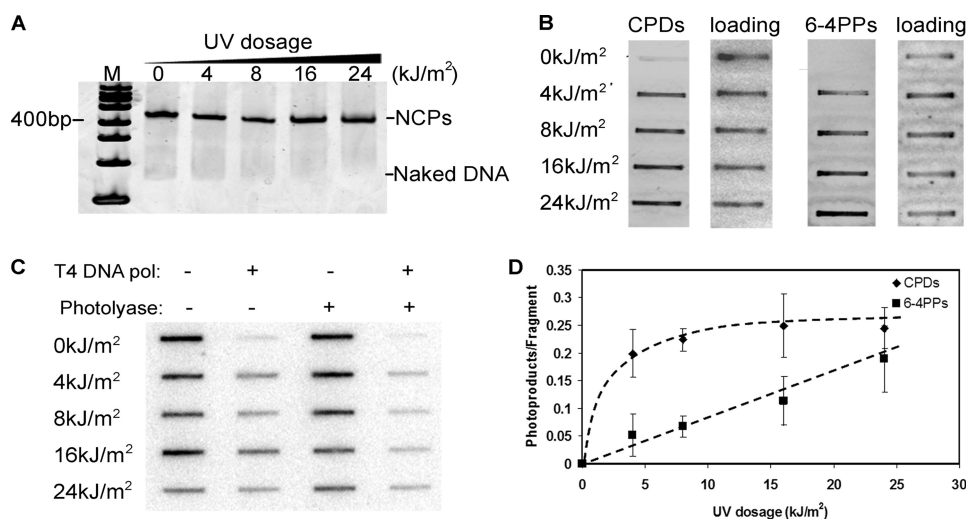 A
UV dosage
M 0 4 8 16 24 (kJ/m²)
400bp
NCPs
Naked DNA
B
CPDs loading 6-4PPs loading
0kJ/m²
4kJ/m²
8kJ/m²
16kJ/m²
24kJ/m²
C
T4 DNA pol: - + - +
Photolyase: - - + +
0kJ/m²
4kJ/m²
8kJ/m²
16kJ/m²
24kJ/m²
D
0.35
0.3
0.25
0.2
0.15
0.1
0.05
0
Photoproducts/Fragment
CPDs
6-4PPs
0 5 10 15 20 25 30
UV dosage (kJ/m²)